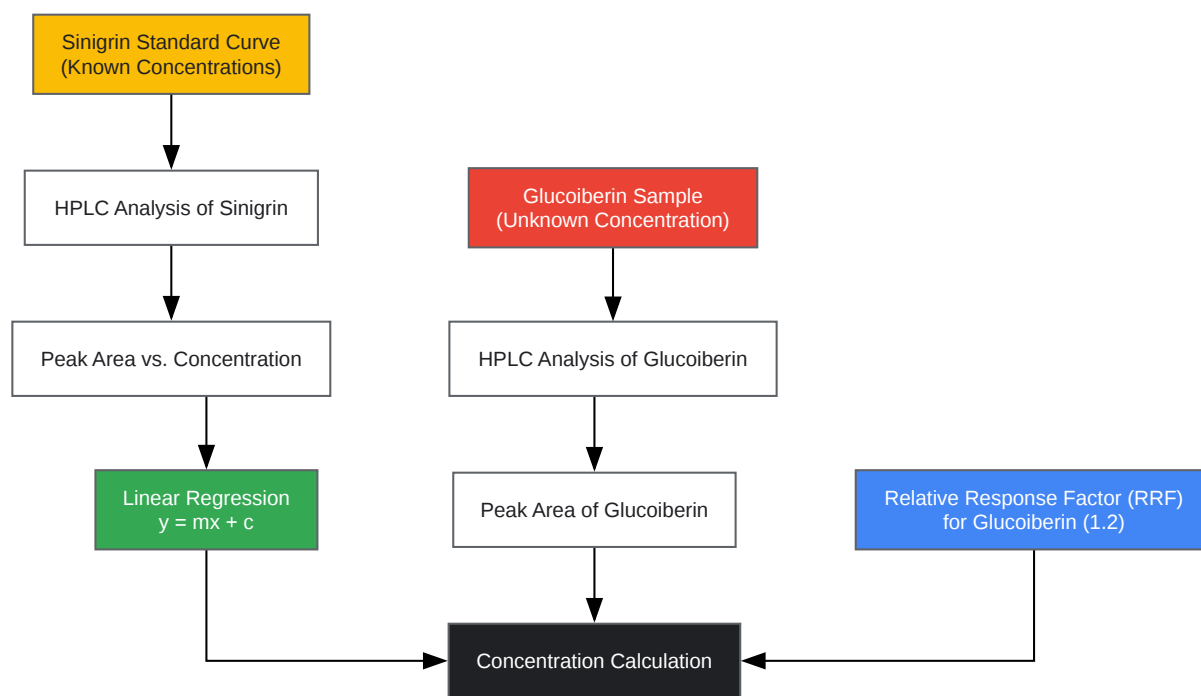 Sinigrin Standard Curve
(Known Concentrations)
HPLC Analysis of Sinigrin
Peak Area vs. Concentration
Linear Regression
y = mx + c
Glucoiberin Sample
(Unknown Concentration)
HPLC Analysis of Glucoiberin
Peak Area of Glucoiberin
Relative Response Factor (RRF)
for Glucoiberin (1.2)
Concentration Calculation